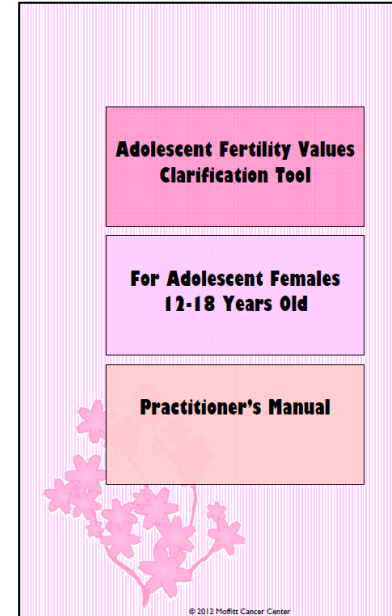 Adolescent Fertility Values
Clarification Tool
For Adolescent Females
12-18 Years Old
Practitioner's Manual
© 2012 Moffitt Cancer Center